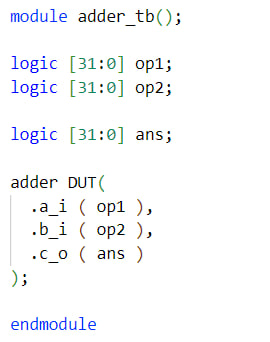 module adder_tb();
logic [31:0] op1;
logic [31:0] op2;
logic [31:0] ans;
adder DUT(
.a_i ( op1 ),
.b_i ( op2 ),
.c_o ( ans )
);
endmodule